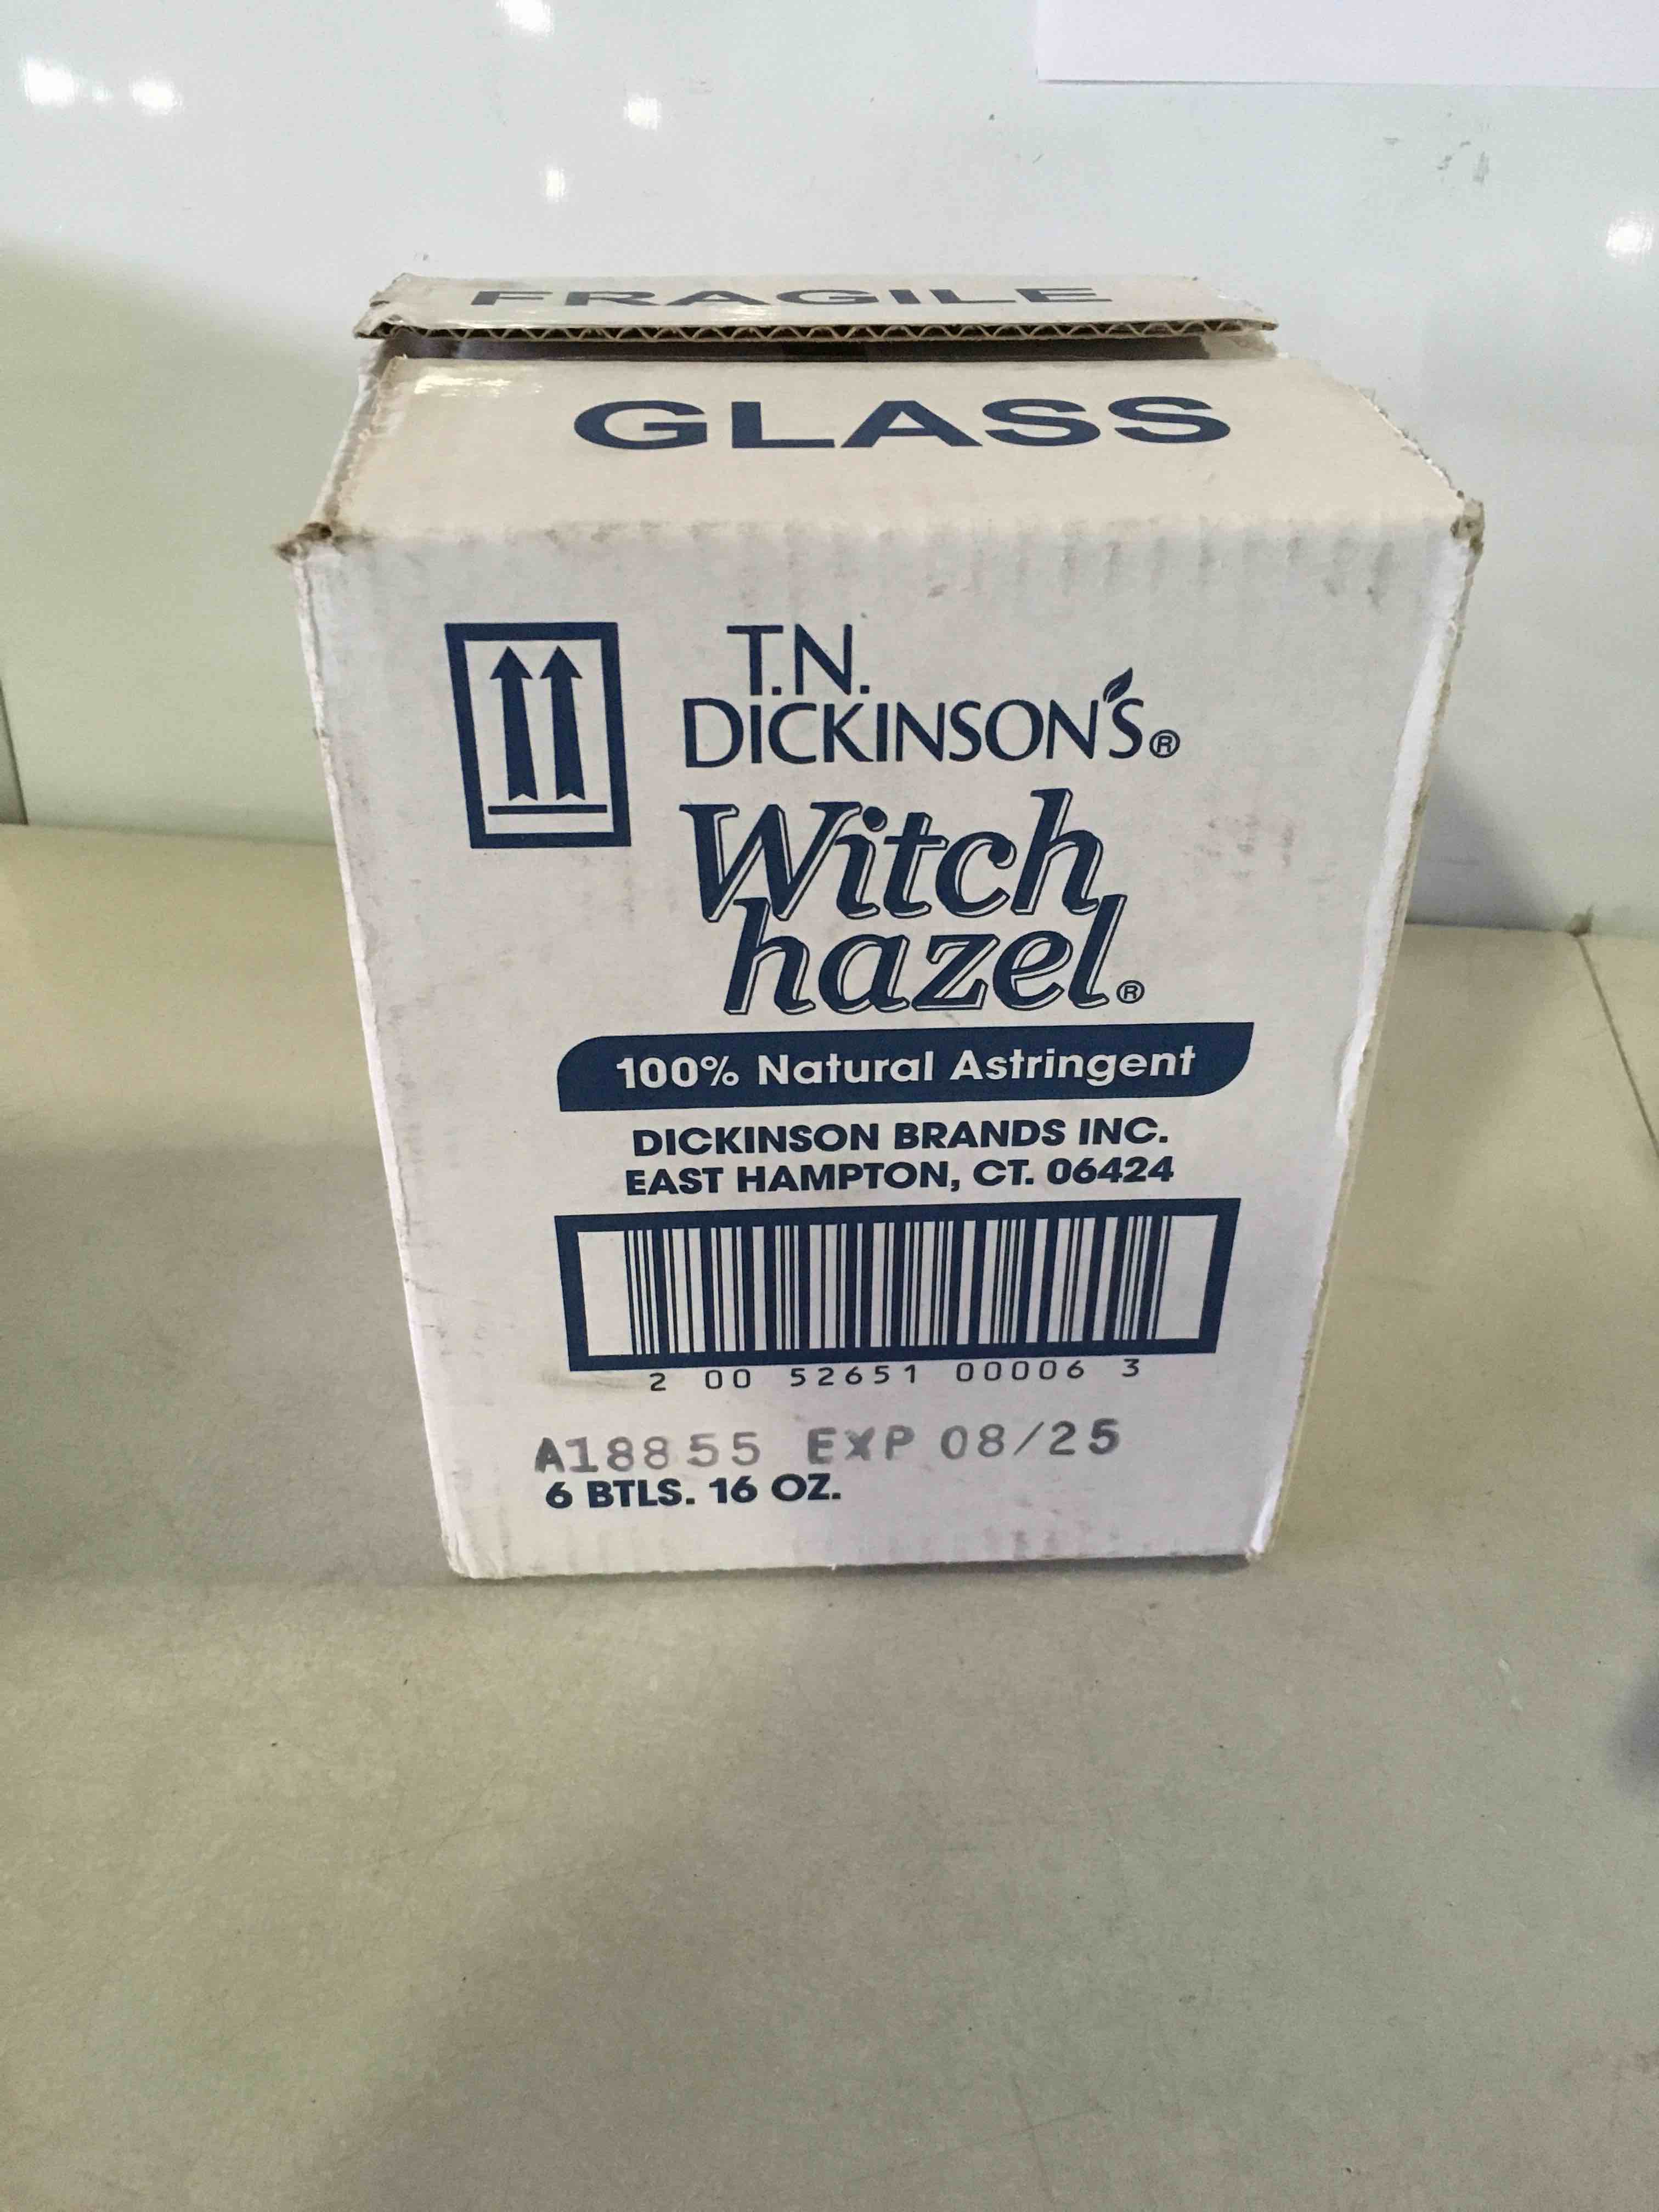 FRAGILE
GLASS
T.N.
DICKINSON'S®
Witch
hazel®
100% Natural Astringent
DICKINSON BRANDS INC.
EAST HAMPTON, CT. 06424
2 00 52651 00006 3
A18855 EXP 08/25
6 BTLS. 16 OZ.